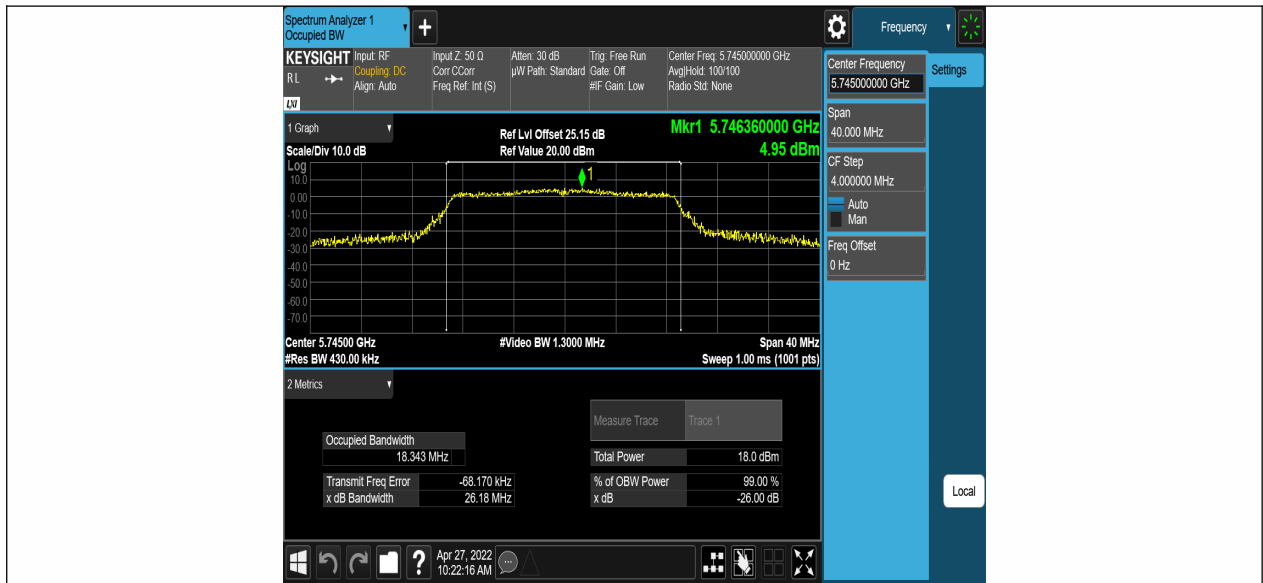 Spectrum Analyzer 1
Occupied BW
+
Frequency
KEYSIGHT
RL
LXI
Input: RF
Coupling: DC
Align: Auto
Input Z: 50 Ω
Corr CCorr
Freq Ref: Int (S)
Atten: 30 dB
µW Path: Standard
Trig: Free Run
Gate: Off
#IF Gain: Low
Center Freq: 5.745000000 GHz
Avg|Hold: 100/100
Radio Std: None
Center Frequency
5.745000000 GHz
Settings
Span
40.000 MHz
CF Step
4.000000 MHz
Auto
Man
Freq Offset
0 Hz
Local
1 Graph
Scale/Div 10.0 dB
Ref Lvl Offset 25.15 dB
Ref Value 20.00 dBm
Mkr1 5.746360000 GHz
4.95 dBm
Log
10.0
0.00
-10.0
-20.0
-30.0
-40.0
-50.0
-60.0
-70.0
1
Center 5.74500 GHz
#Video BW 1.3000 MHz
Span 40 MHz
#Res BW 430.00 kHz
Sweep 1.00 ms (1001 pts)
2 Metrics
Measure Trace Trace 1
Occupied Bandwidth
18.343 MHz
Total Power 18.0 dBm
Transmit Freq Error -68.170 kHz
% of OBW Power 99.00 %
x dB Bandwidth 26.18 MHz
x dB -26.00 dB
?
Apr 27, 2022
10:22:16 AM